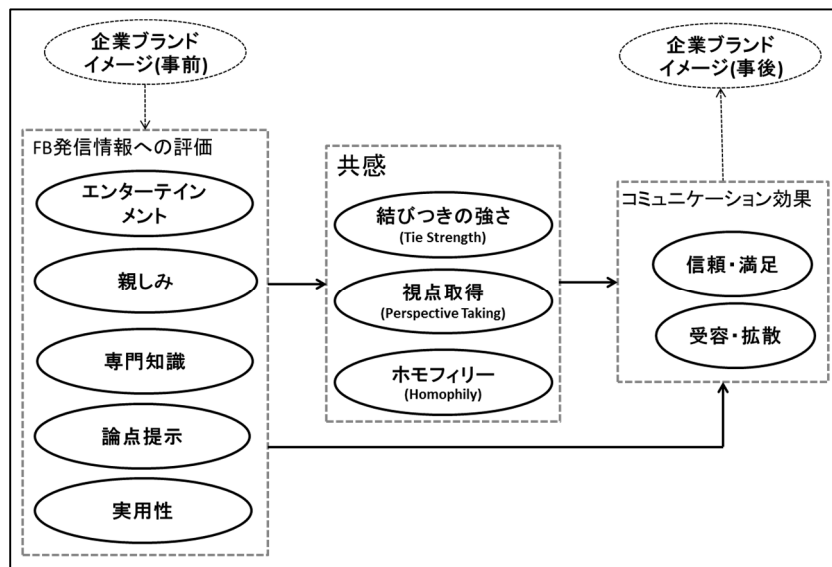 企業ブランド
イメージ(事前)
企業ブランド
イメージ(事後)
FB発信情報への評価
エンターテイン
メント
親しみ
専門知識
論点提示
実用性
共感
結びつきの強さ
(Tie Strength)
視点取得
(Perspective Taking)
ホモフィリー
(Homophily)
コミュニケーション効果
信頼・満足
受容・拡散